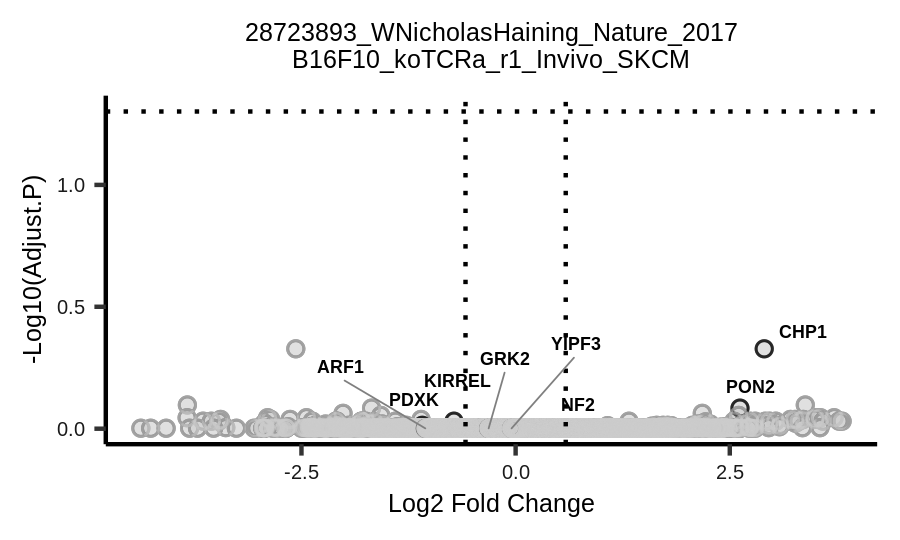 28723893_WNicholasHaining_Nature_2017
B16F10_koTCRa_r1_Invivo_SKCM
-Log10(Adjust.P)
1.0
0.5
0.0
CHP1
YIPF3
GRK2
ARF1
KIRREL
PON2
PDXK
NF2
-2.5
0.0
2.5
Log2 Fold Change